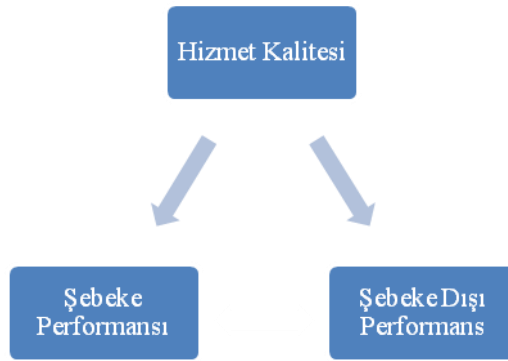 Hizmet Kalitesi
Şebeke
Performansı
Şebeke Dışı
Performans